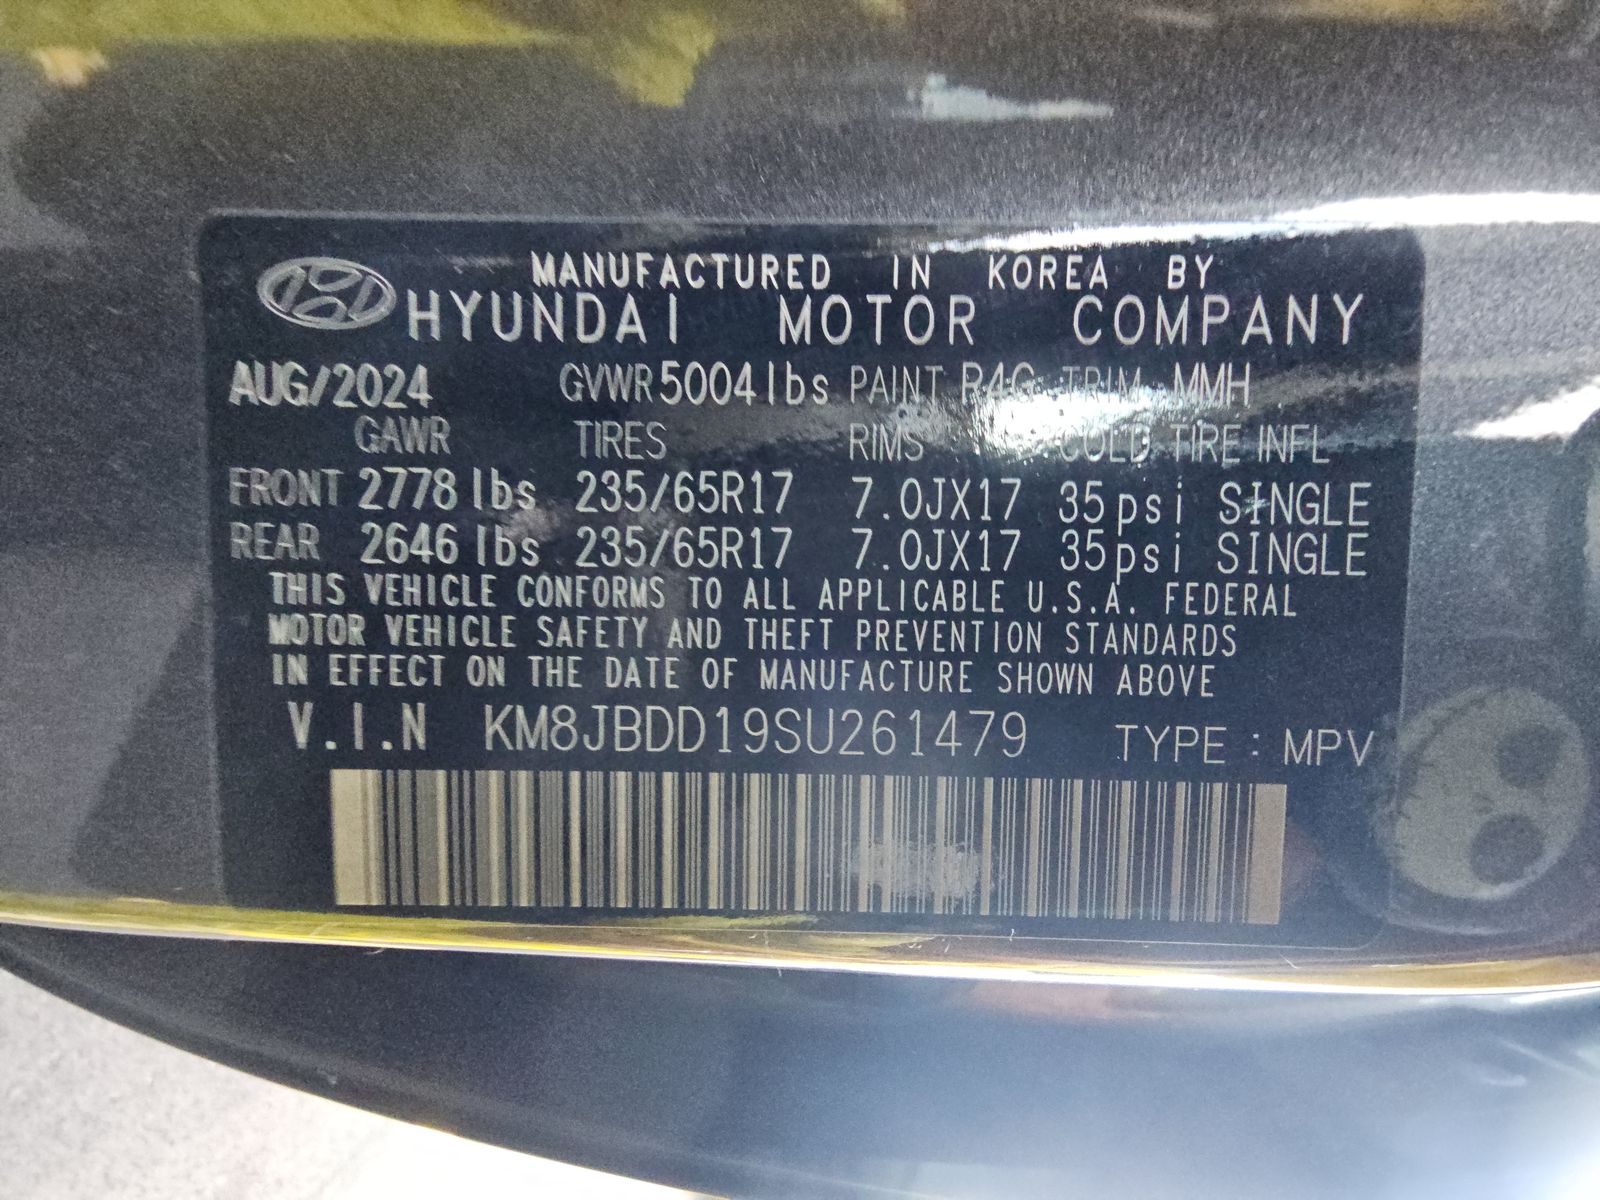 MANUFACTURED IN KOREA BY
HYUNDAI MOTOR COMPANY
AUG/2024 GVWR 5004lbs PAINT R4G TRIM MMH
GAWR TIRES RIMS COLD TIRE INFL
FRONT 2778 lbs 235/65R17 7.0JX17 35psi SINGLE
REAR 2646 lbs 235/65R17 7.0JX17 35psi SINGLE
THIS VEHICLE CONFORMS TO ALL APPLICABLE U.S.A. FEDERAL
MOTOR VEHICLE SAFETY AND THEFT PREVENTION STANDARDS
IN EFFECT ON THE DATE OF MANUFACTURE SHOWN ABOVE
V.I.N KM8JBDD19SU261479 TYPE : MPV